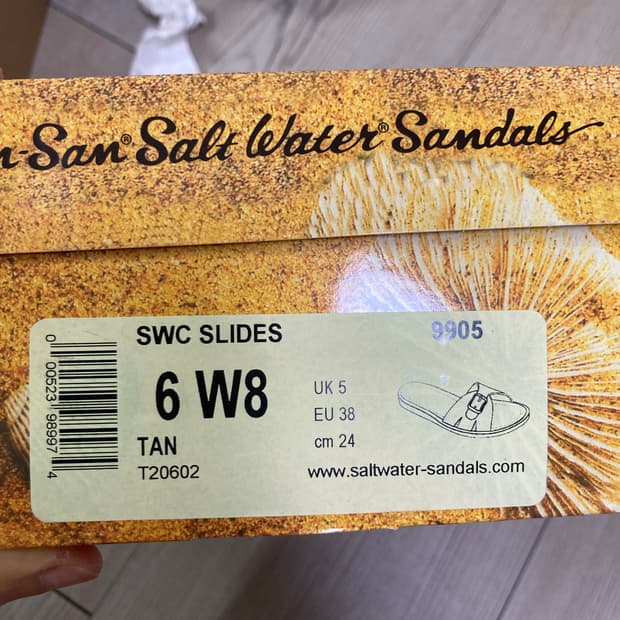 n-San® Salt Water® Sandals
SWC SLIDES 9905
6 W8
UK 5
EU 38
cm 24
TAN
T20602
www.saltwater-sandals.com
0 00523 98997 4